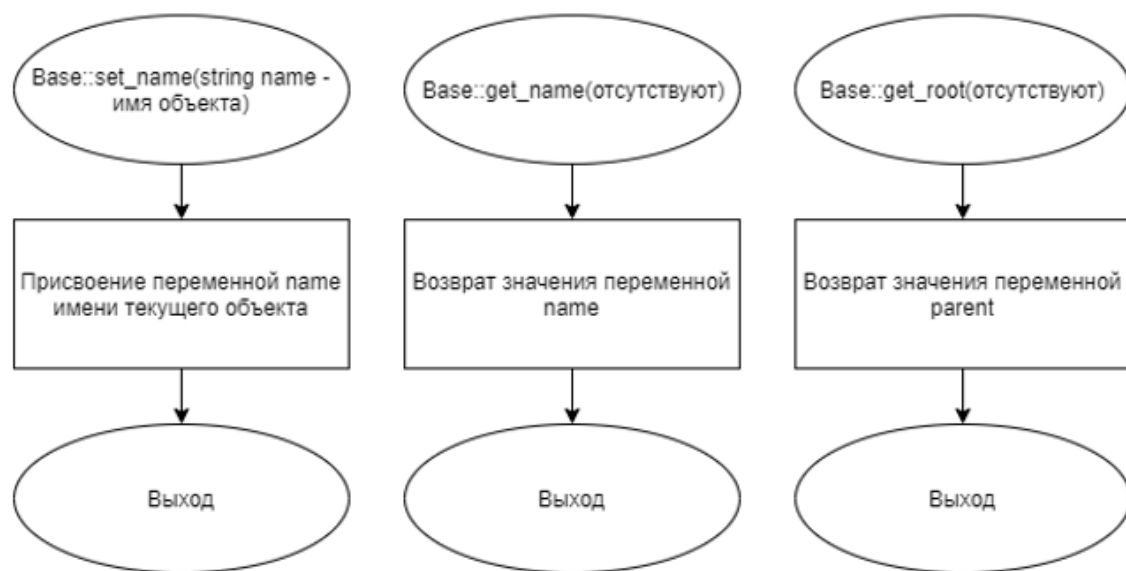 Base::set_name(string name -
имя объекта)
Base::get_name(отсутствуют)
Base::get_root(отсутствуют)
Присвоение переменной name
имени текущего объекта
Возврат значения переменной
name
Возврат значения переменной
parent
Выход
Выход
Выход